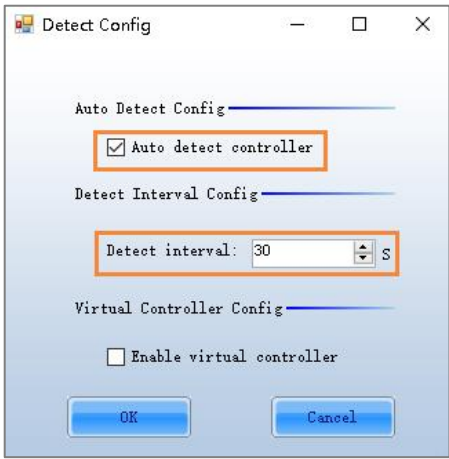 Detect Config
Auto Detect Config
Auto detect controller
Detect Interval Config
Detect interval: 30 S
Virtual Controller Config
Enable virtual controller
OK Cancel